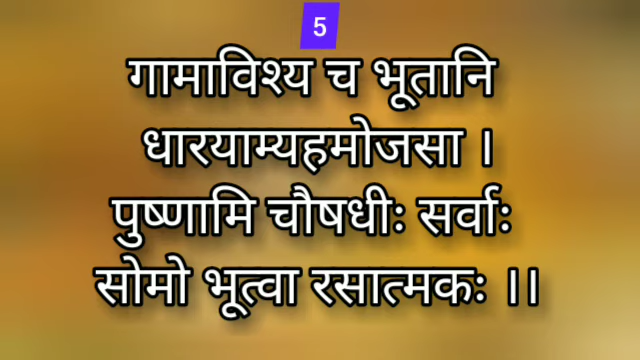 5
गामाविश्य च भूतानि
धारयाम्यहमोजसा ।
पुष्णामि चौषधीः सर्वाः
सोमो भूत्वा रसात्मकः ।।